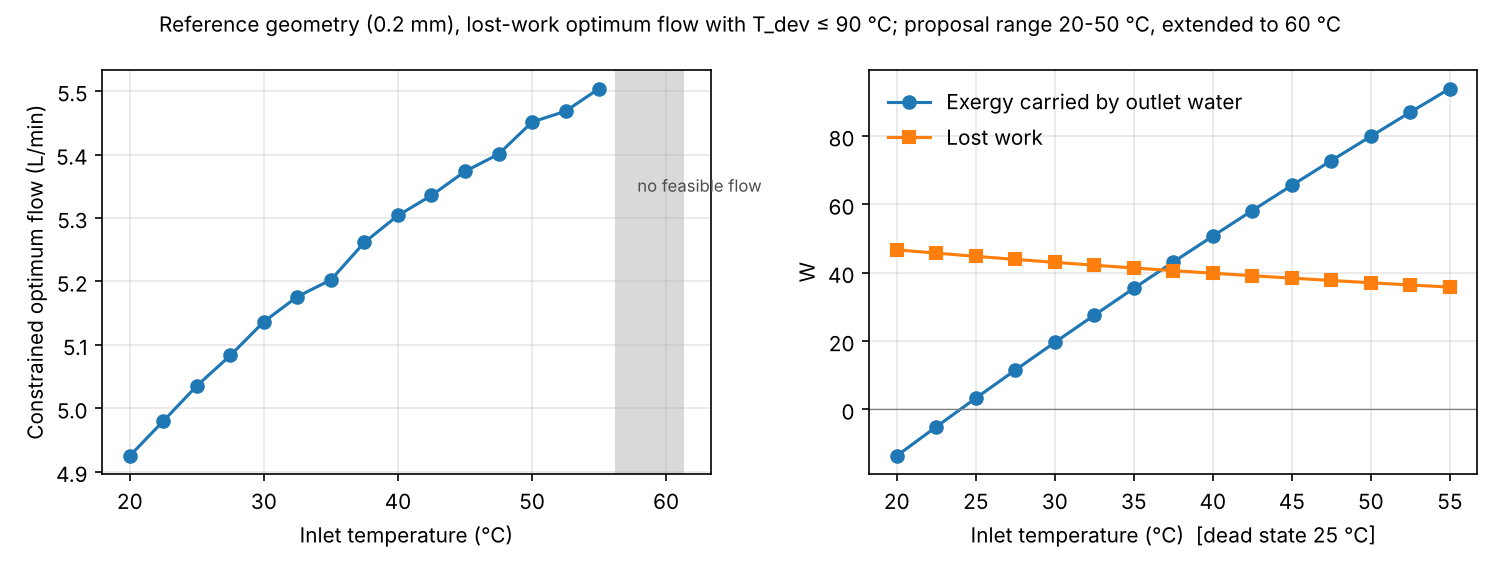 Reference geometry (0.2 mm), lost-work optimum flow with T_dev ≤ 90 °C; proposal range 20-50 °C, extended to 60 °C
Constrained optimum flow (L/min)
5.5
5.4
5.3
5.2
5.1
5.0
4.9
no feasible flow
20 30 40 50 60
Inlet temperature (°C)
W
80
60
40
20
0
Exergy carried by outlet water
Lost work
20 25 30 35 40 45 50 55
Inlet temperature (°C) [dead state 25 °C]